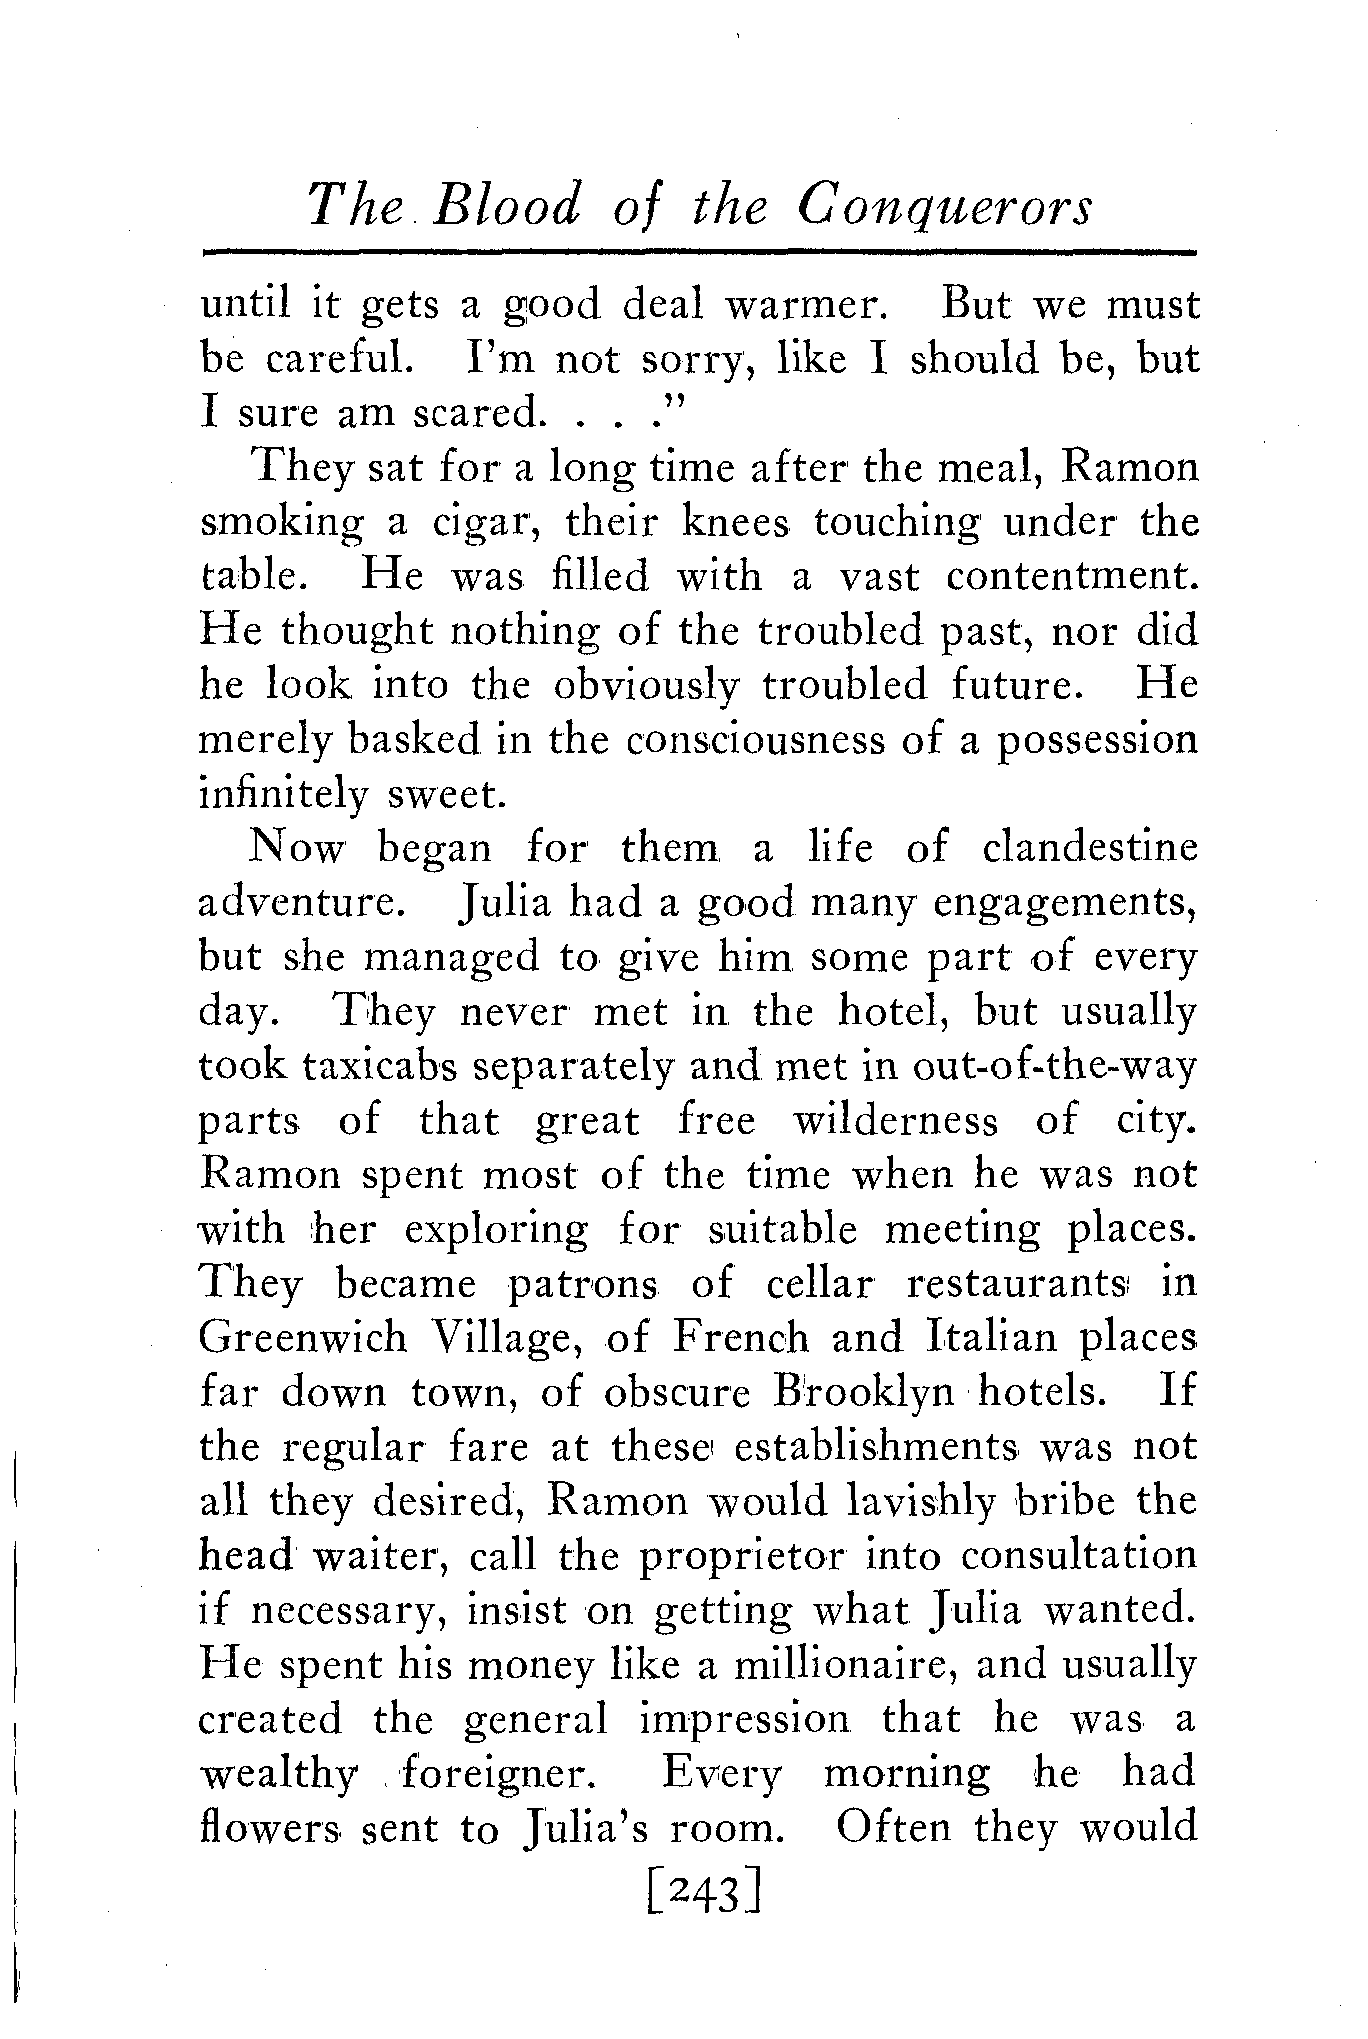 The Blood of the Conquerors
until it gets a good deal warmer. But we must
be careful. I'm not sorry, like I should be, but
I sure am scared. . . ."
They sat for a long time after the meal, Ramon
smoking a cigar, their knees touching under the
table. He was filled with a vast contentment.
He thought nothing of the troubled past, nor did
he look into the obviously troubled future. He
merely basked in the consciousness of a possession
infinitely sweet.
Now began for them a life of clandestine
adventure. Julia had a good many engagements,
but she managed to give him some part of every
day. They never met in the hotel, but usually
took taxicabs separately and met in out-of-the-way
parts of that great free wilderness of city.
Ramon spent most of the time when he was not
with her exploring for suitable meeting places.
They became patrons of cellar restaurants in
Greenwich Village, of French and Italian places
far down town, of obscure Brooklyn hotels. If
the regular fare at these establishments was not
all they desired, Ramon would lavishly bribe the
head waiter, call the proprietor into consultation
if necessary, insist on getting what Julia wanted.
He spent his money like a millionaire, and usually
created the general impression that he was a
wealthy foreigner. Every morning he had
flowers sent to Julia's room. Often they would
[243]